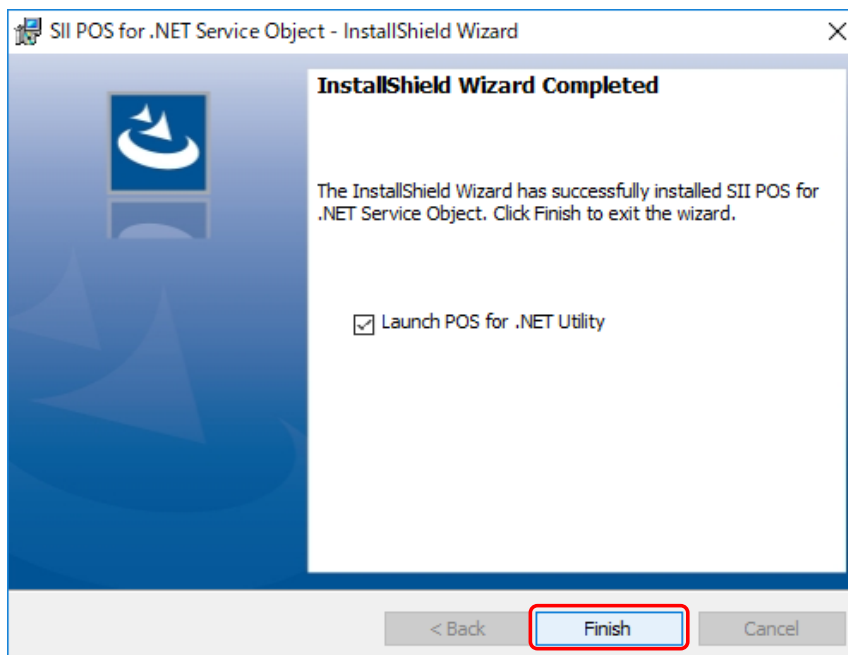 SII POS for .NET Service Object - InstallShield Wizard
InstallShield Wizard Completed
The InstallShield Wizard has successfully installed SII POS for
.NET Service Object. Click Finish to exit the wizard.
Launch POS for .NET Utility
< Back
Finish
Cancel